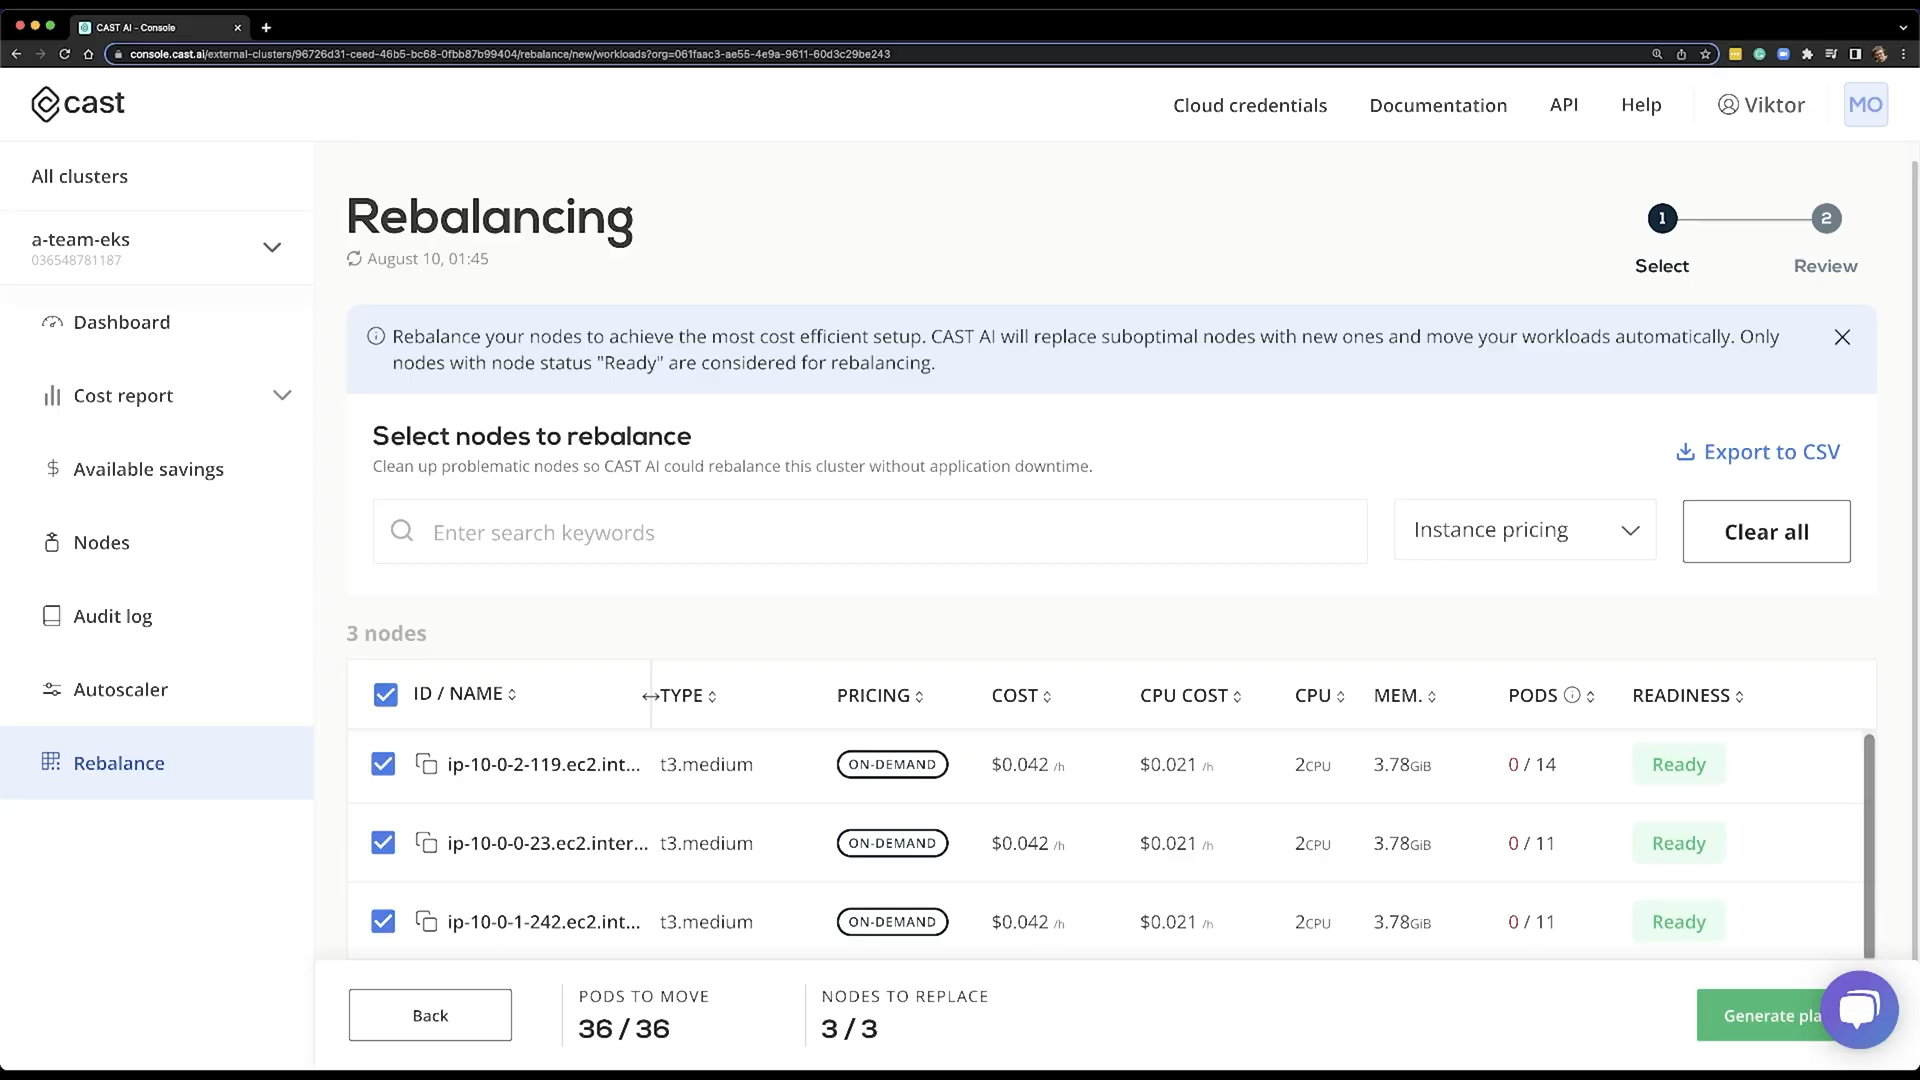 CAST AI - Console
console.cast.ai/external-clusters/96726d31-ceed-46b5-bc68-0fbb87b99404/rebalance/new/workloads?org=061faac3-ae55-4e9a-9611-60d3c29be243
cast
Cloud credentials
Documentation
API
Help
Viktor
MO
All clusters
a-team-eks
036548781187
Dashboard
Cost report
Available savings
Nodes
Audit log
Autoscaler
Rebalance
Rebalancing
August 10, 01:45
1
2
Select
Review
Rebalance your nodes to achieve the most cost efficient setup. CAST AI will replace suboptimal nodes with new ones and move your workloads automatically. Only
nodes with node status "Ready" are considered for rebalancing.
Select nodes to rebalance
Clean up problematic nodes so CAST AI could rebalance this cluster without application downtime.
Export to CSV
Enter search keywords
Instance pricing
Clear all
3 nodes
ID / NAME TYPE PRICING COST CPU COST CPU MEM. PODS READINESS
ip-10-0-2-119.ec2.int... t3.medium ON-DEMAND $0.042 /h $0.021 /h 2CPU 3.78GiB 0 / 14 Ready
ip-10-0-0-23.ec2.inter... t3.medium ON-DEMAND $0.042 /h $0.021 /h 2CPU 3.78GiB 0 / 11 Ready
ip-10-0-1-242.ec2.int... t3.medium ON-DEMAND $0.042 /h $0.021 /h 2CPU 3.78GiB 0 / 11 Ready
Back
PODS TO MOVE
36 / 36
NODES TO REPLACE
3 / 3
Generate pla